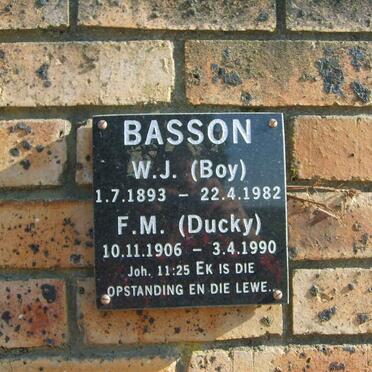 BASSON
W.J. (Boy)
1.7.1893 – 22.4.1982
F.M. (Ducky)
10.11.1906 – 3.4.1990
Joh. 11:25 EK IS DIE
OPSTANDING EN DIE LEWE..